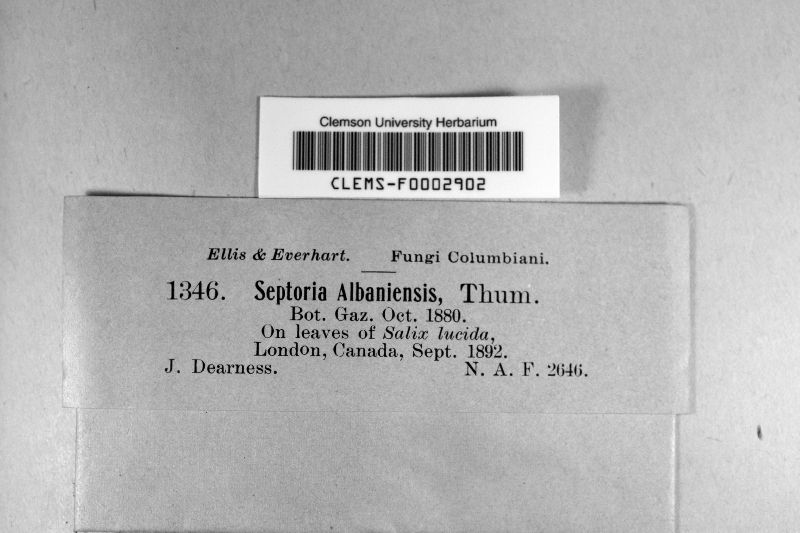 Clemson University Herbarium
CLEMS-F0002902
Ellis & Everhart. Fungi Columbiani.
1346. Septoria Albaniensis, Thum.
Bot. Gaz. Oct. 1880.
On leaves of Salix lucida,
London, Canada, Sept. 1892.
J. Dearness. N. A. F. 2646.